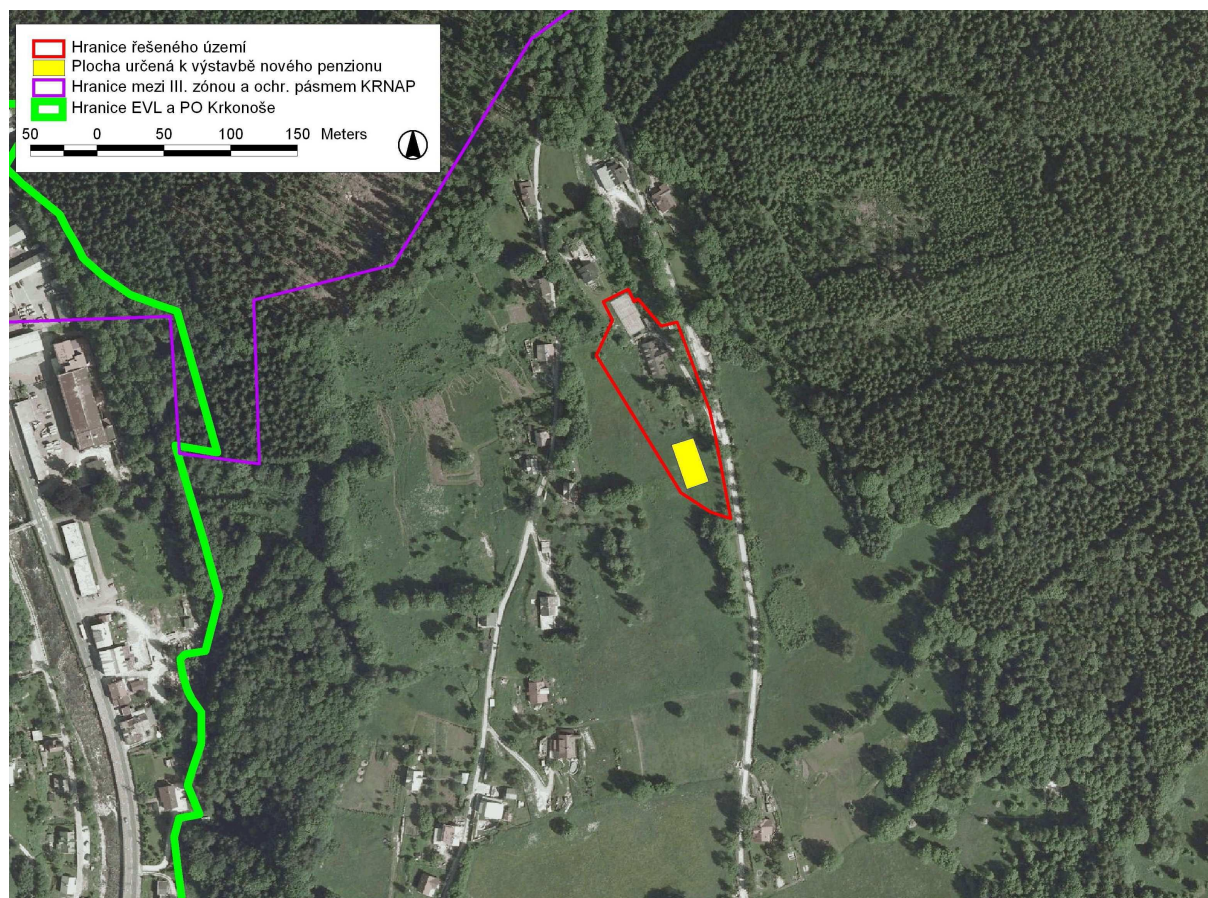 Hranice řešeného území
Plocha určená k výstavbě nového penzionu
Hranice mezi III. zónou a ochr. pásmem KRNAP
Hranice EVL a PO Krkonoše
50 0 50 100 150 Meters